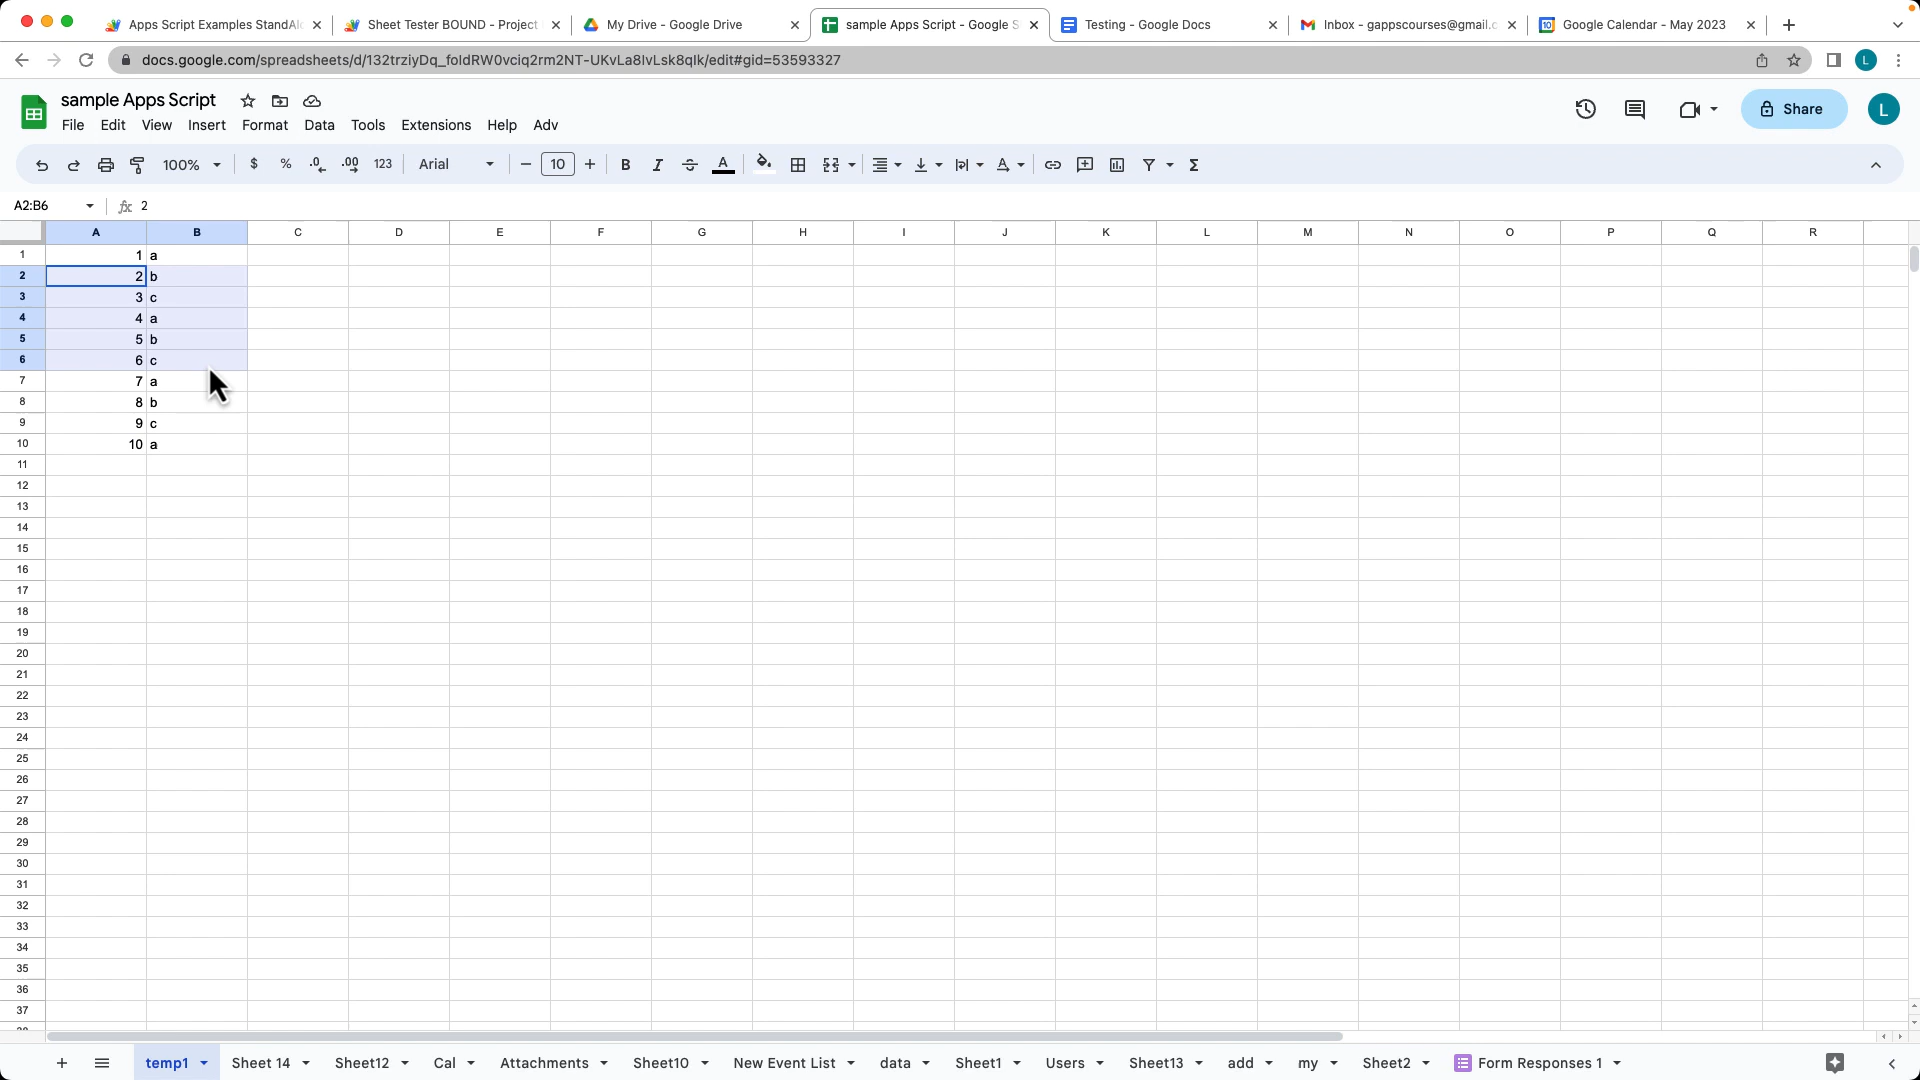 Apps Script Examples StandAl
Sheet Tester BOUND - Project
My Drive - Google Drive
sample Apps Script - Google S
Testing - Google Docs
Inbox - gappscourses@gmail.c
10
Google Calendar - May 2023
docs.google.com/spreadsheets/d/132trziyDq_foldRW0vciq2rm2NT-UKvLa8lvLsk8qlk/edit#gid=53593327
L
sample Apps Script
File Edit View Insert Format Data Tools Extensions Help Adv
Share
L
100% $ % .0 .00 123 Arial 10 B I S A Σ
A2:B6 fx 2
A B C D E F G H I J K L M N O P Q R
1 1 a
2 2 b
3 3 c
4 4 a
5 5 b
6 6 c
7 7 a
8 8 b
9 9 c
10 10 a
11
12
13
14
15
16
17
18
19
20
21
22
23
24
25
26
27
28
29
30
31
32
33
34
35
36
37
temp1 Sheet 14 Sheet12 Cal Attachments Sheet10 New Event List data Sheet1 Users Sheet13 add my Sheet2 Form Responses 1